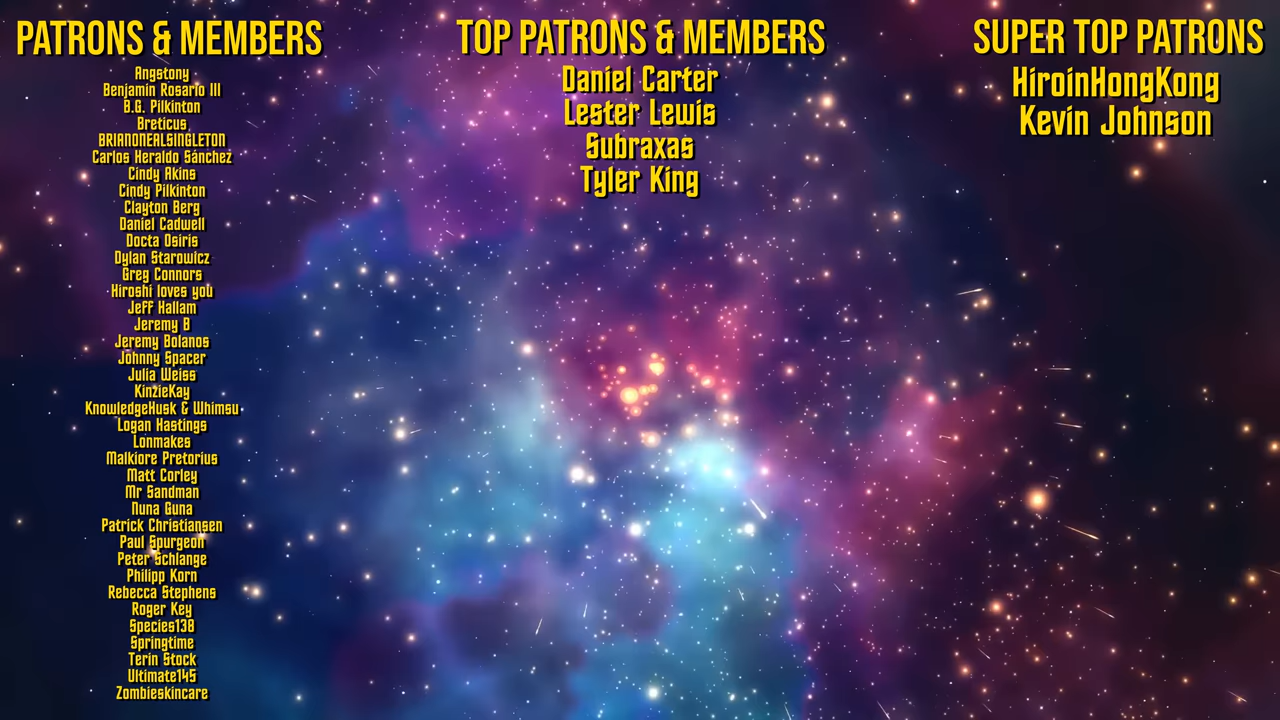 PATRONS & MEMBERS
Angstony
Benjamin Rosario III
B.G. Pilkinton
Breticus
BRIANONEALSINGLETON
Carlos Heraldo Sánchez
Cindy Akins
Cindy Pilkinton
Clayton Berg
Daniel Cadwell
Docta Osiris
Dylan Starowicz
Greg Connors
Hiroshi loves you
Jeff Hallam
Jeremy B
Jeremy Bolanos
Johnny Spacer
Julia Weiss
KinzieKay
KnowledgeHusk & Whimsu
Logan Hastings
Lonmakes
Malkiore Pretorius
Matt Corley
Mr Sandman
Nuna Guna
Patrick Christiansen
Paul Spurgeon
Peter Schlange
Philipp Korn
Rebecca Stephens
Roger Key
Species138
Springtime
Terin Stock
Ultimate145
Zombieskincare
TOP PATRONS & MEMBERS
Daniel Carter
Lester Lewis
Subraxas
Tyler King
SUPER TOP PATRONS
HiroinHongKong
Kevin Johnson